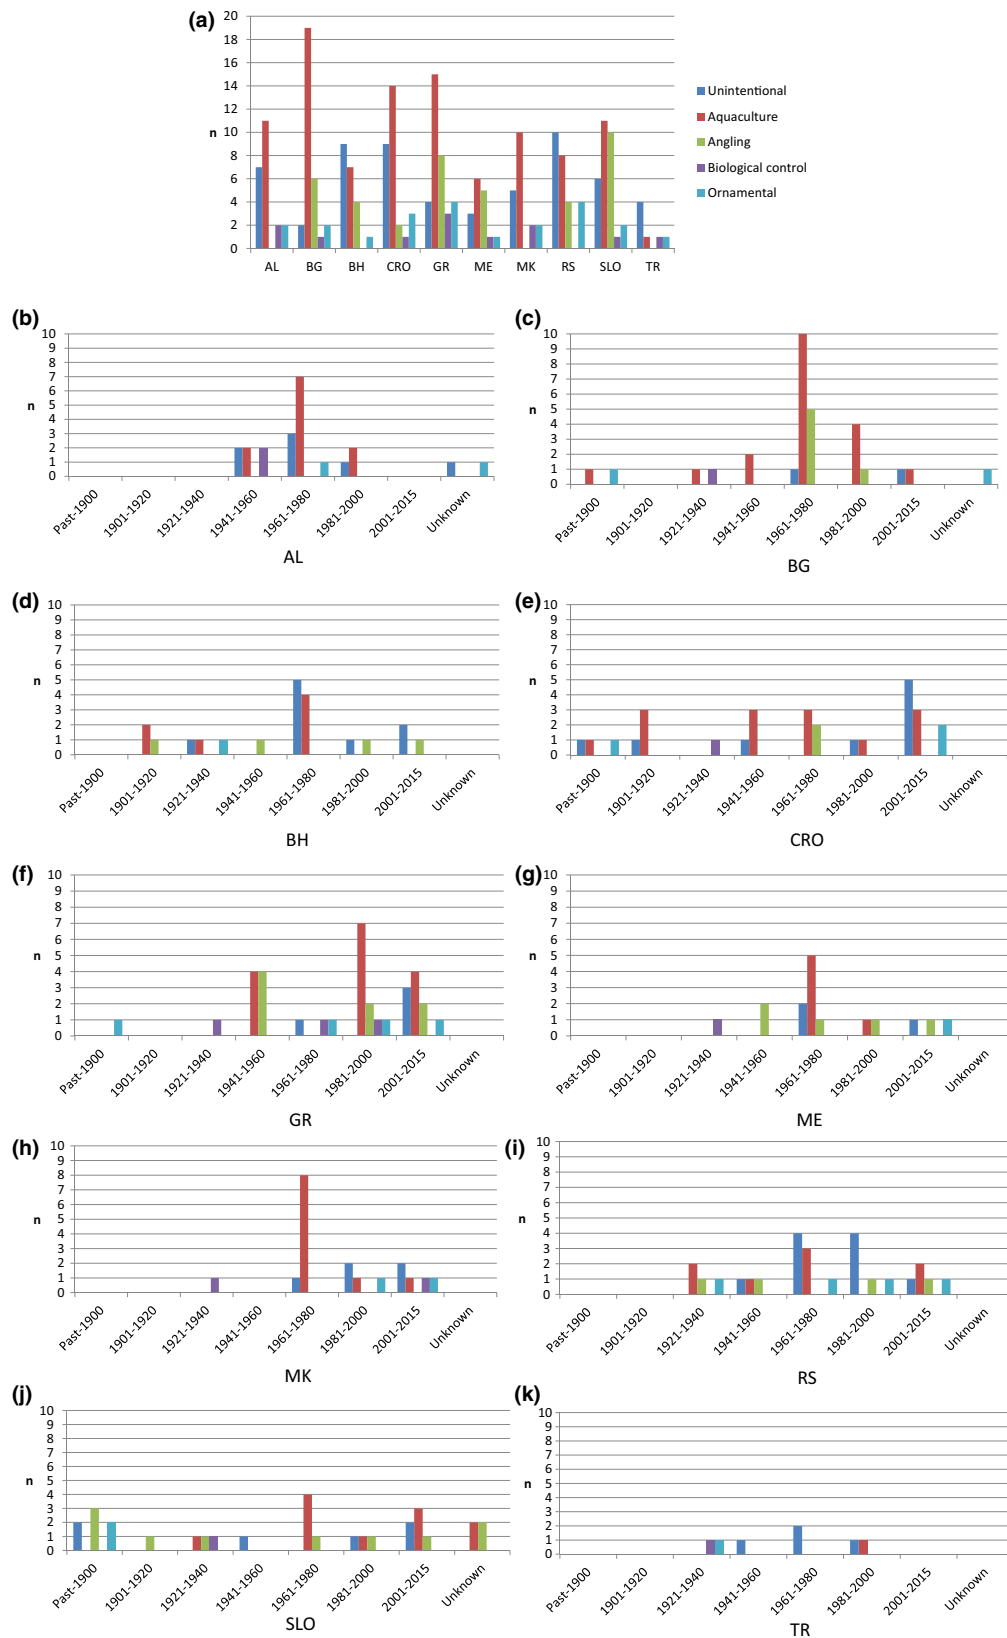 (a)
20
18
16
14
12
n 10
8
6
4
2
0
AL BG BH CRO GR ME MK RS SLO TR
Unintentional
Aquaculture
Angling
Biological control
Ornamental
(b)
10
9
8
7
6
5
n 4
3
2
1
0
Past-1900 1901-1920 1921-1940 1941-1960 1961-1980 1981-2000 2001-2015 Unknown
AL
(c)
10
9
8
7
6
n 5
4
3
2
1
0
Past-1900 1901-1920 1921-1940 1941-1960 1961-1980 1981-2000 2001-2015 Unknown
BG
(d)
10
9
8
7
6
n 5
4
3
2
1
0
Past-1900 1901-1920 1921-1940 1941-1960 1961-1980 1981-2000 2001-2015 Unknown
BH
(e)
10
9
8
7
6
n 5
4
3
2
1
0
Past-1900 1901-1920 1921-1940 1941-1960 1961-1980 1981-2000 2001-2015 Unknown
CRO
(f)
10
9
8
7
6
n 5
4
3
2
1
0
Past-1900 1901-1920 1921-1940 1941-1960 1961-1980 1981-2000 2001-2015 Unknown
GR
(g)
10
9
8
7
6
n 5
4
3
2
1
0
Past-1900 1901-1920 1921-1940 1941-1960 1961-1980 1981-2000 2001-2015 Unknown
ME
(h)
10
9
8
7
6
n 5
4
3
2
1
0
Past-1900 1901-1920 1921-1940 1941-1960 1961-1980 1981-2000 2001-2015 Unknown
MK
(i)
10
9
8
7
6
n 5
4
3
2
1
0
Past-1900 1901-1920 1921-1940 1941-1960 1961-1980 1981-2000 2001-2015 Unknown
RS
(j)
10
9
8
7
6
n 5
4
3
2
1
0
Past-1900 1901-1920 1921-1940 1941-1960 1961-1980 1981-2000 2001-2015 Unknown
SLO
(k)
10
9
8
7
6
n 5
4
3
2
1
0
Past-1900 1901-1920 1921-1940 1941-1960 1961-1980 1981-2000 2001-2015 Unknown
TR